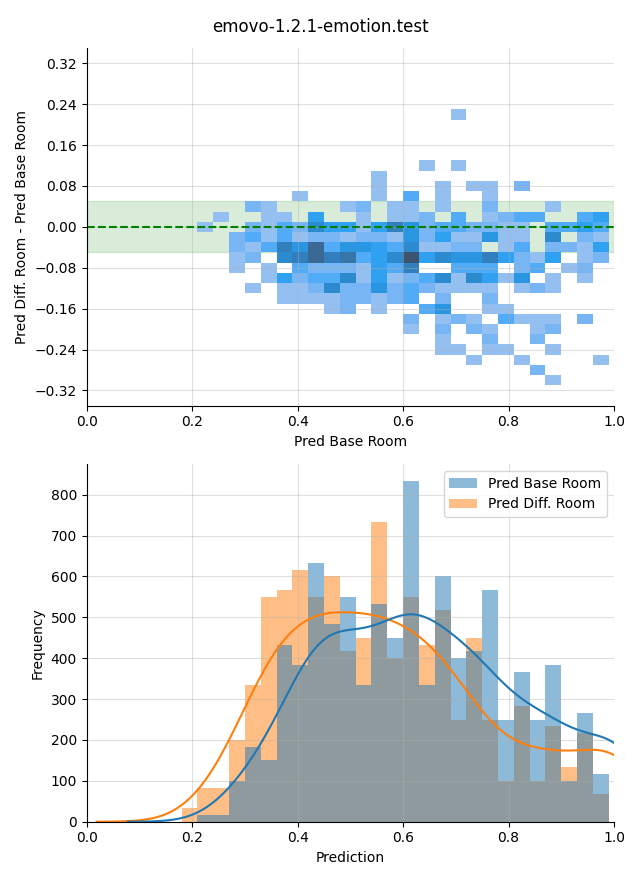 emovo-1.2.1-emotion.test
Pred Diff. Room - Pred Base Room
0.32
0.24
0.16
0.08
0.00
−0.08
−0.16
−0.24
−0.32
0.0 0.2 0.4 0.6 0.8 1.0
Pred Base Room
Frequency
800
700
600
500
400
300
200
100
0
Pred Base Room
Pred Diff. Room
0.0 0.2 0.4 0.6 0.8 1.0
Prediction